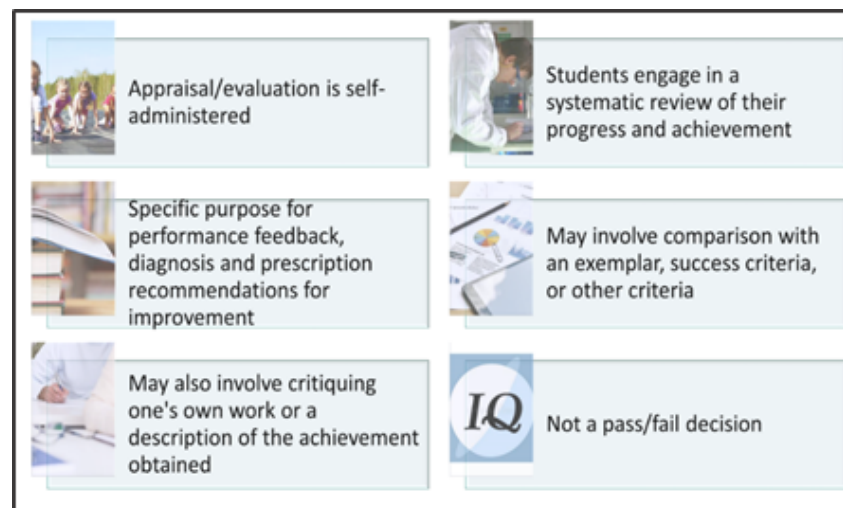 Appraisal/evaluation is self-
administered
Students engage in a
systematic review of their
progress and achievement
Specific purpose for
performance feedback,
diagnosis and prescription
recommendations for
improvement
May involve comparison with
an exemplar, success criteria,
or other criteria
May also involve critiquing
one's own work or a
description of the achievement
obtained
IQ
Not a pass/fail decision